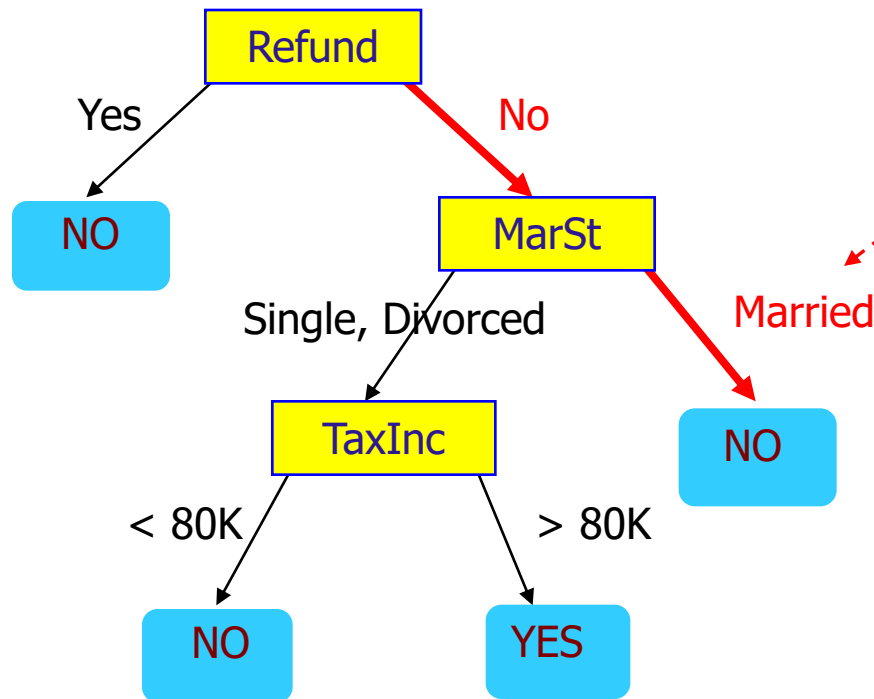 Refund
Yes
No
NO
MarSt
Single, Divorced
Married
TaxInc
NO
< 80K
> 80K
NO
YES